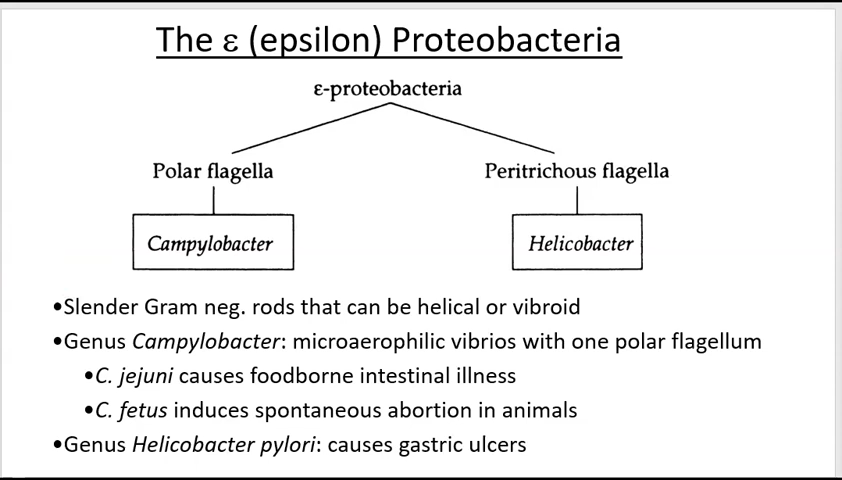 The ε (epsilon) Proteobacteria
ε-proteobacteria
Polar flagella
Peritrichous flagella
Campylobacter
Helicobacter
•Slender Gram neg. rods that can be helical or vibroid
•Genus Campylobacter: microaerophilic vibrios with one polar flagellum
•C. jejuni causes foodborne intestinal illness
•C. fetus induces spontaneous abortion in animals
•Genus Helicobacter pylori: causes gastric ulcers